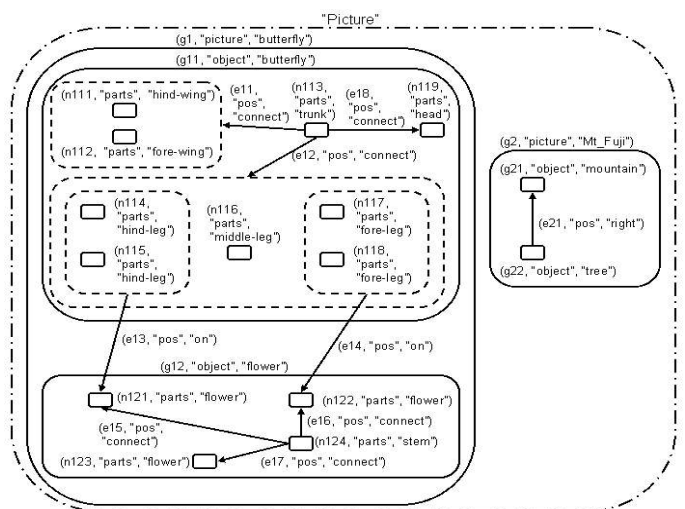 "Picture"
(g1, "picture", "butterfly")
(g11, "object", "butterfly")
(n111, "parts", "hind-wing")
(n112, "parts", "fore-wing")
(e11,
"pos",
"connect")
(n113,
"parts",
"trunk")
(e18,
"pos",
"connect")
(n119,
"parts",
"head")
(e12, "pos", "connect")
(n114,
"parts",
"hind-leg")
(n115,
"parts",
"hind-leg")
(n116,
"parts",
"middle-leg")
(n117,
"parts",
"fore-leg")
(n118,
"parts",
"fore-leg")
(e13, "pos", "on")
(e14, "pos", "on")
(g12, "object", "flower")
(n121, "parts", "flower")
(n122, "parts", "flower")
(e15, "pos",
"connect")
(e16, "pos", "connect")
(n124, "parts", "stem")
(n123, "parts", "flower")
(e17, "pos", "connect")
(g2, "picture", "Mt_Fuji")
(g21, "object", "mountain")
(e21, "pos", "right")
(g22, "object", "tree")